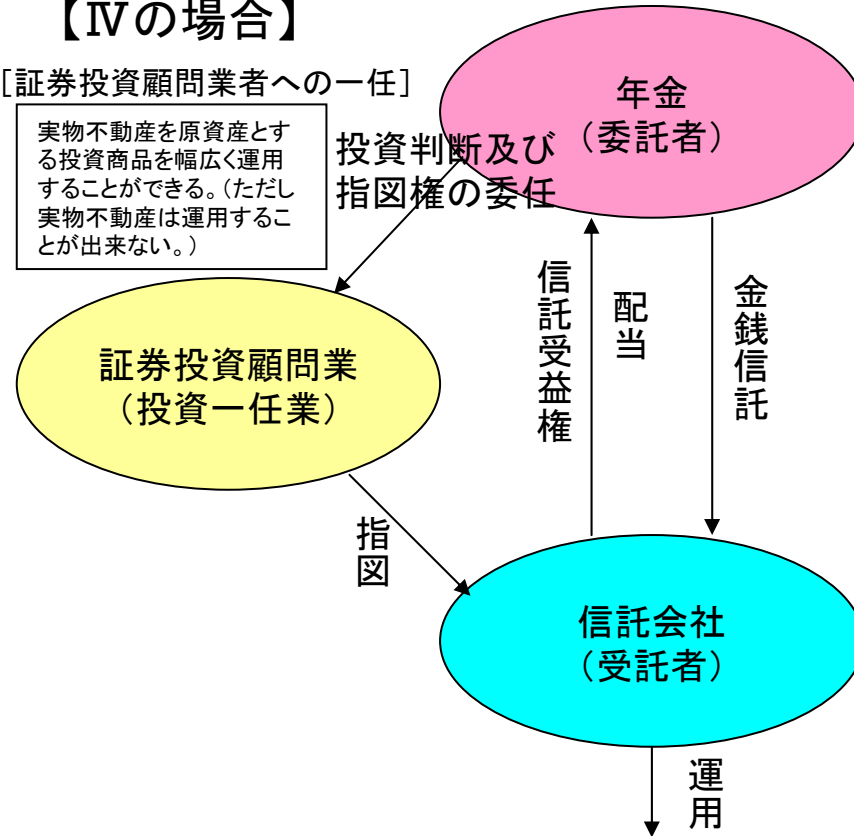 【Ⅳの場合】
［証券投資顧問業者への一任］
実物不動産を原資産とす
る投資商品を幅広く運用
することができる。（ただし
実物不動産は運用するこ
とが出来ない。）
投資判断及び
指図権の委任
年金
（委託者）
証券投資顧問業
（投資一任業）
信託受益権
配当
金銭信託
指図
信託会社
（受託者）
運用